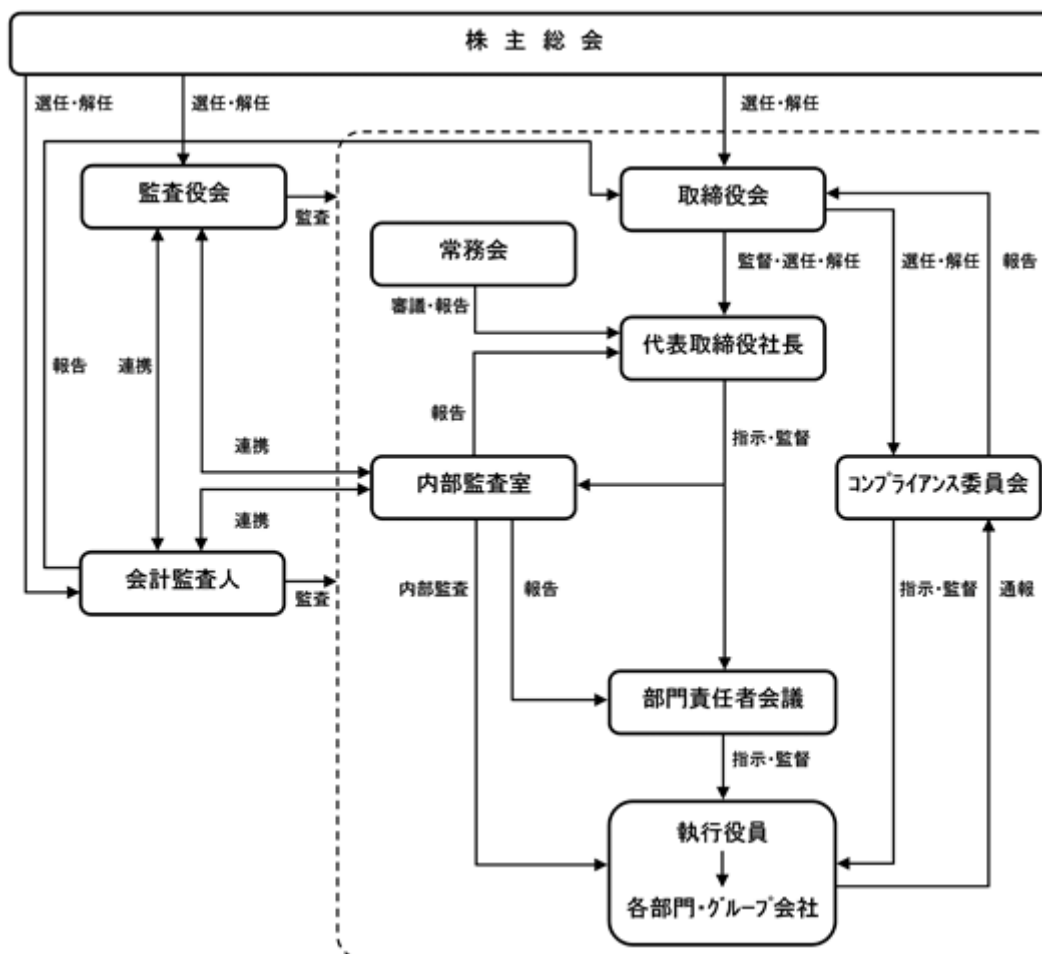 株主総会
選任・解任
選任・解任
選任・解任
監査役会
監査
取締役会
常務会
監督・選任・解任
選任・解任
報告
審議・報告
代表取締役社長
報告
連携
報告
指示・監督
連携
内部監査室
コンプライアンス委員会
連携
会計監査人
監査
内部監査
報告
指示・監督
通報
部門責任者会議
指示・監督
執行役員
各部門・グループ会社